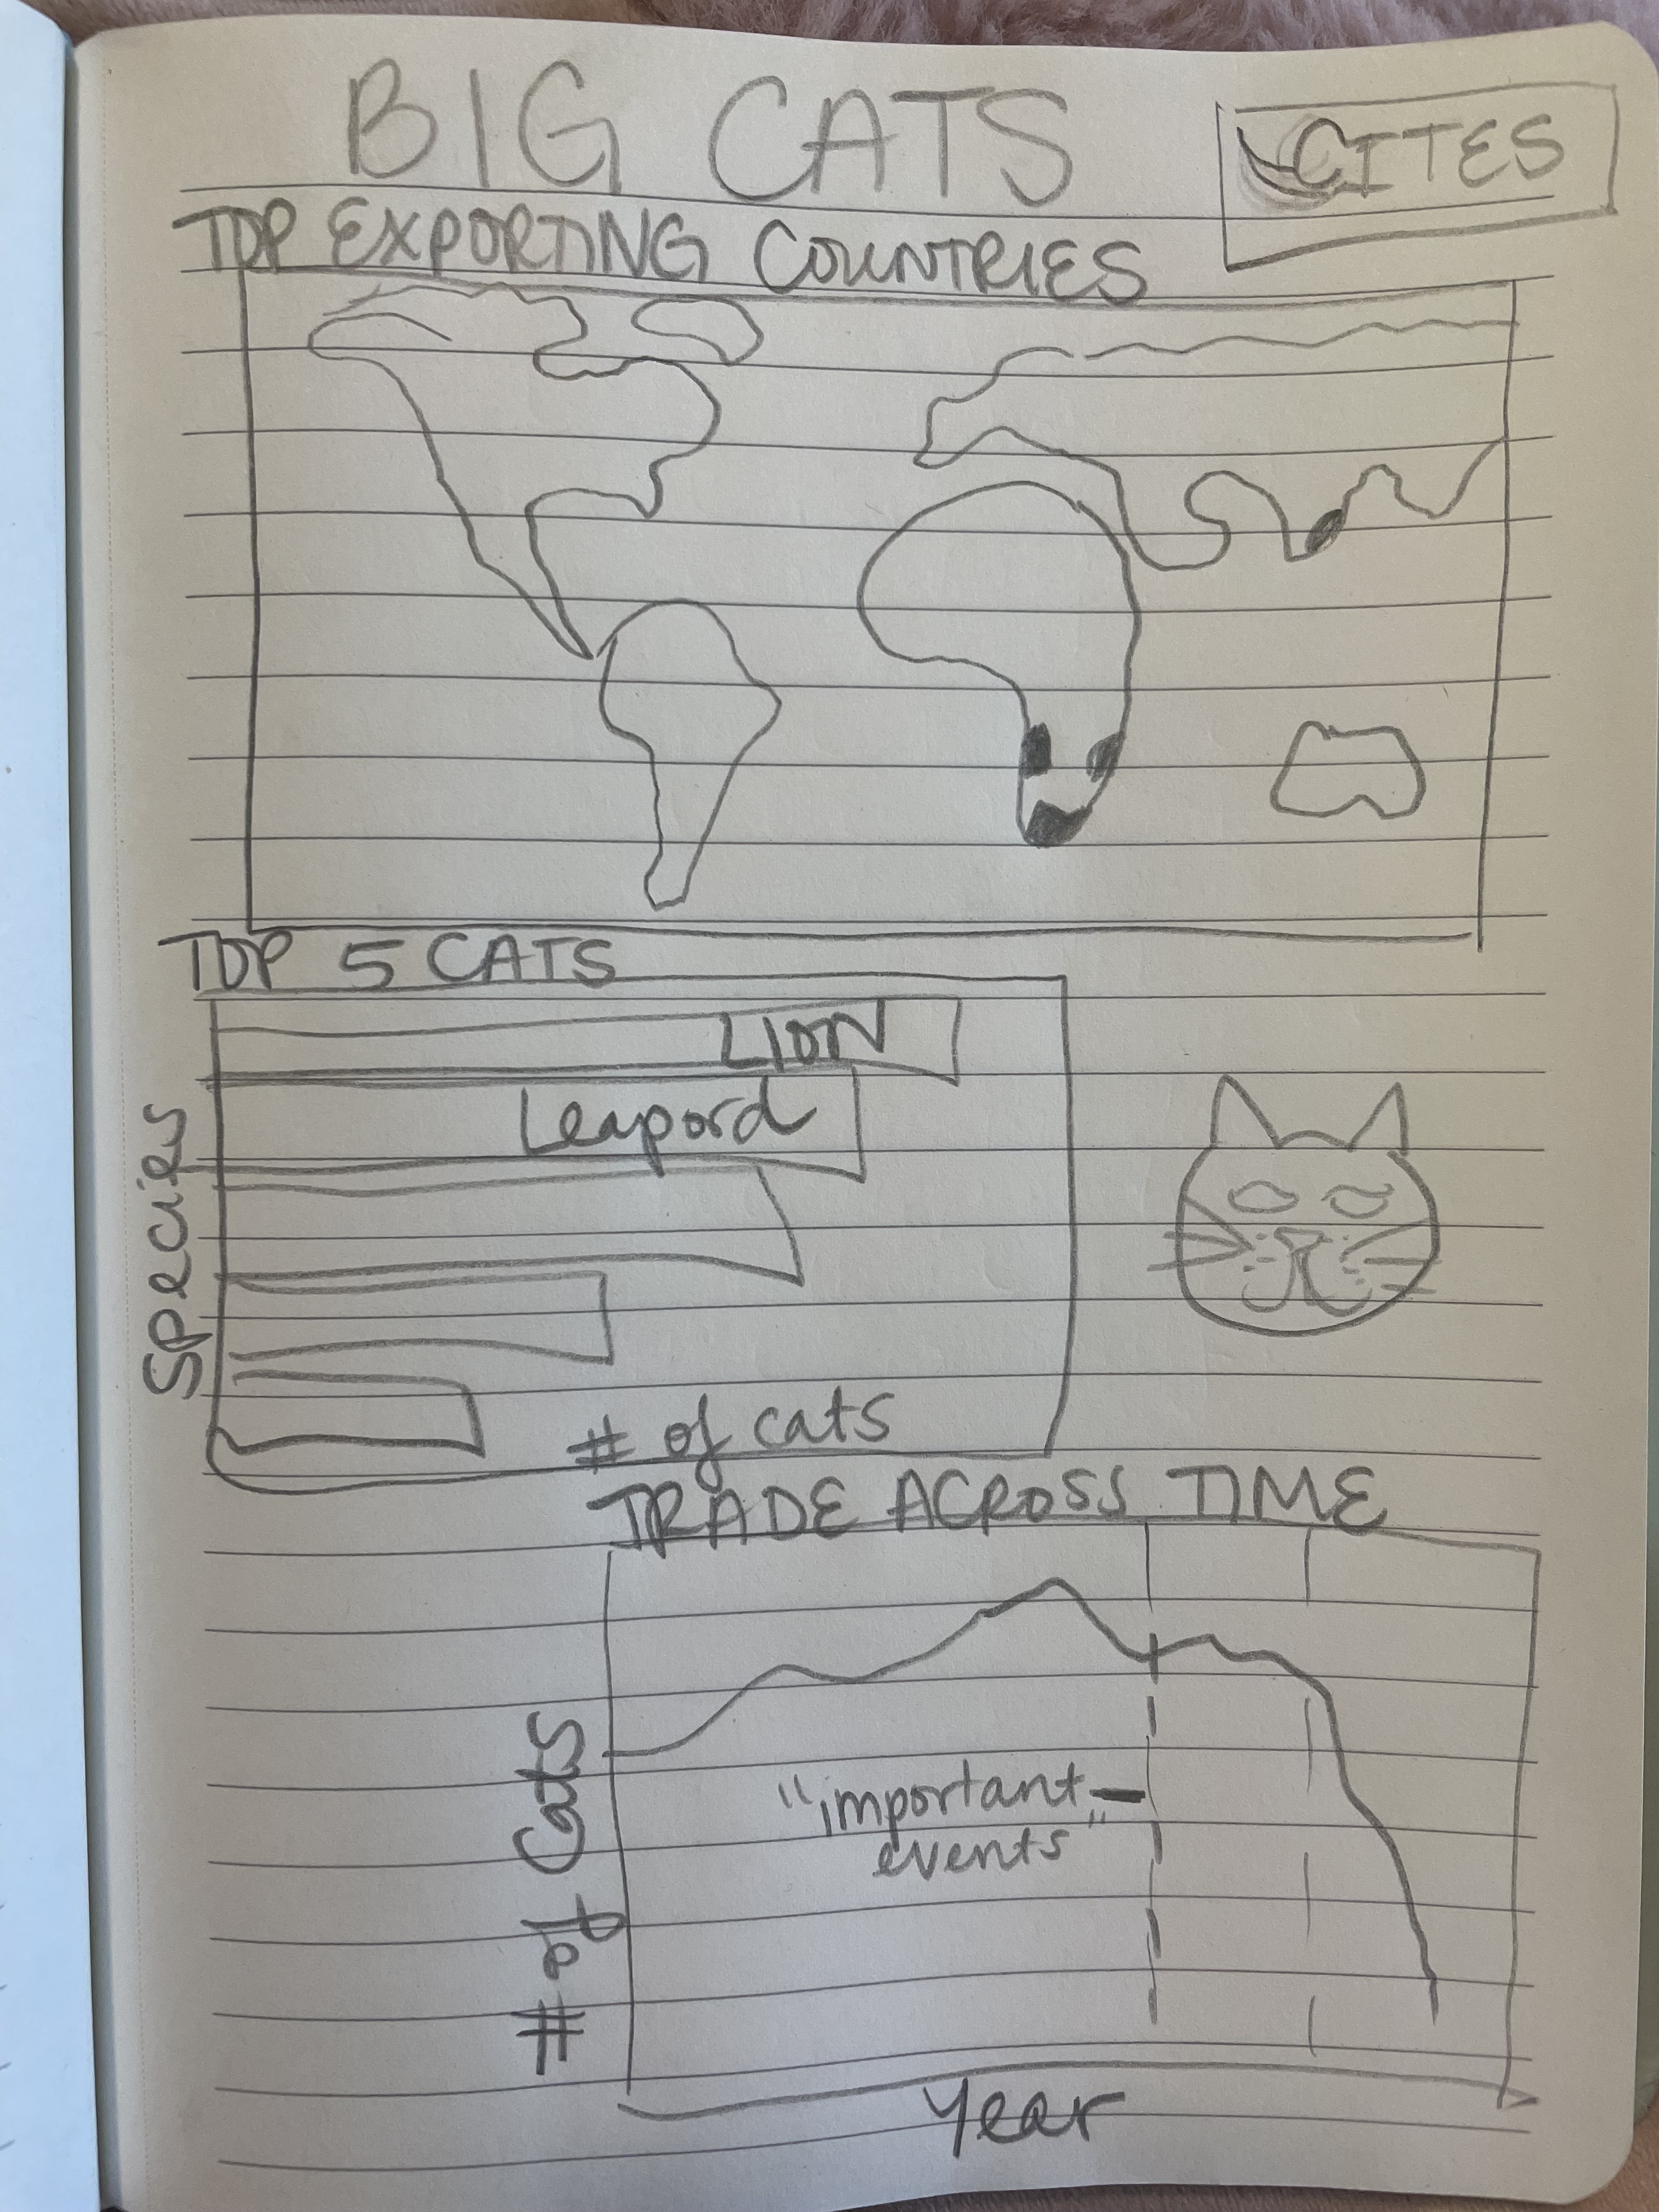 BIG CATS
CITES
TOP EXPORTING COUNTRIES
TOP 5 CATS
LION
Leapord
Species
# of cats
TRADE ACROSS TIME
"important
events"
# of Cats
Year